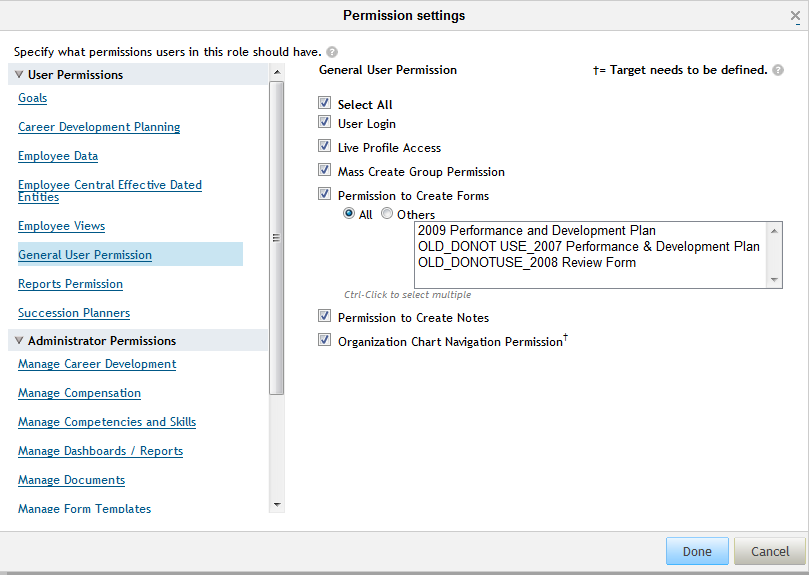 Permission settings
Specify what permissions users in this role should have.
User Permissions
Goals
Career Development Planning
Employee Data
Employee Central Effective Dated
Entities
Employee Views
General User Permission
Reports Permission
Succession Planners
Administrator Permissions
Manage Career Development
Manage Compensation
Manage Competencies and Skills
Manage Dashboards / Reports
Manage Documents
Manage Form Templates
General User Permission
†= Target needs to be defined.
Select All
User Login
Live Profile Access
Mass Create Group Permission
Permission to Create Forms
All Others
2009 Performance and Development Plan
OLD_DONOT USE_2007 Performance & Development Plan
OLD_DONOTUSE_2008 Review Form
Ctrl-Click to select multiple
Permission to Create Notes
Organization Chart Navigation Permission†
Done Cancel